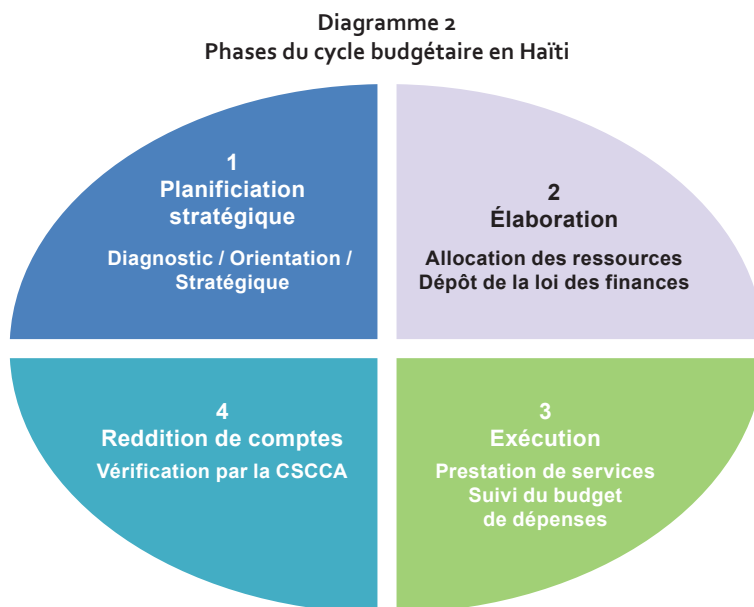 Diagramme 2
Phases du cycle budgétaire en Haïti
1
Planificiation
stratégique
Diagnostic / Orientation /
Stratégique
2
Élaboration
Allocation des ressources
Dépôt de la loi des finances
3
Exécution
Prestation de services
Suivi du budget
de dépenses
4
Reddition de comptes
Vérification par la CSCCA